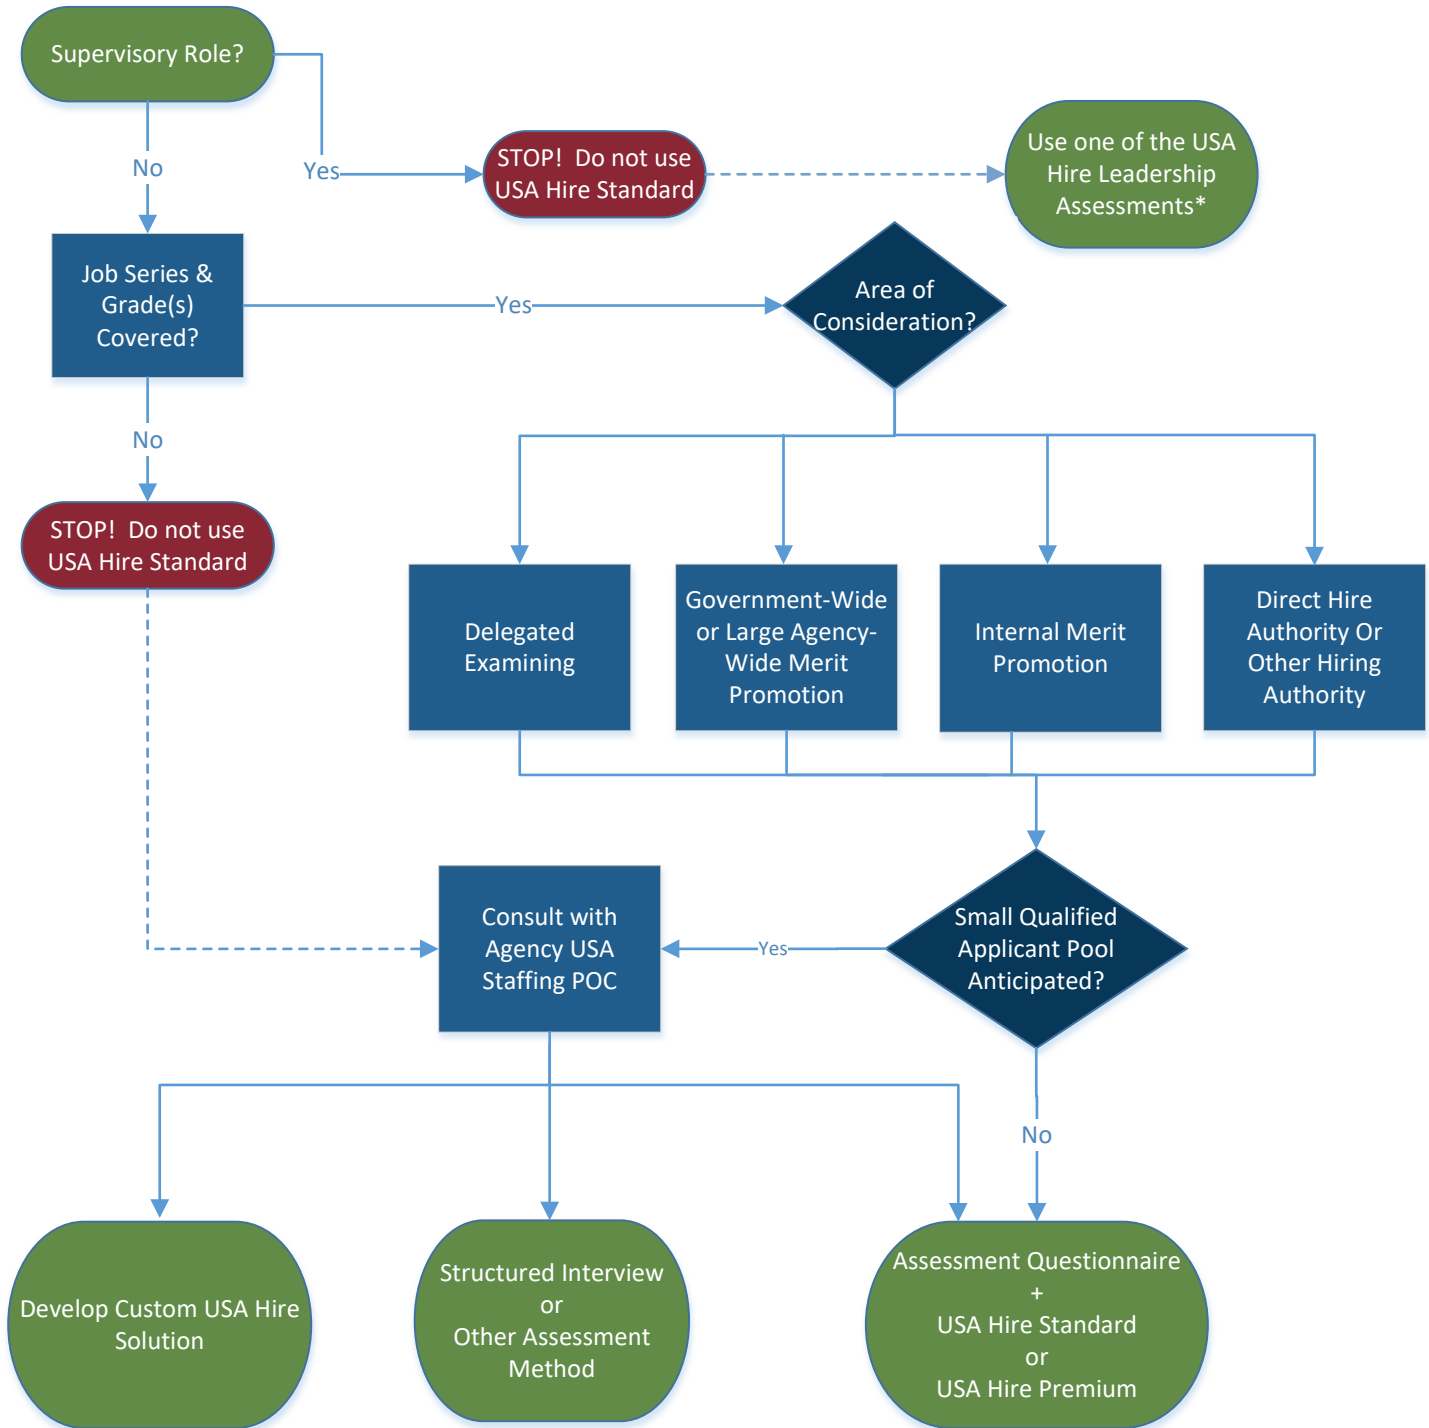 Supervisory Role?
No
Yes
STOP!  Do not use
USA Hire Standard
Use one of the USA
Hire Leadership
Assessments*
Job Series &
Grade(s)
Covered?
Yes
Area of
Consideration?
No
STOP!  Do not use
USA Hire Standard
Delegated
Examining
Government-Wide
or Large Agency-
Wide Merit
Promotion
Internal Merit
Promotion
Direct Hire
Authority Or
Other Hiring
Authority
Consult with
Agency USA
Staffing POC
Yes
Small Qualified
Applicant Pool
Anticipated?
No
Develop Custom USA Hire
Solution
Structured Interview
or
Other Assessment
Method
Assessment Questionnaire
+
USA Hire Standard
or
USA Hire Premium